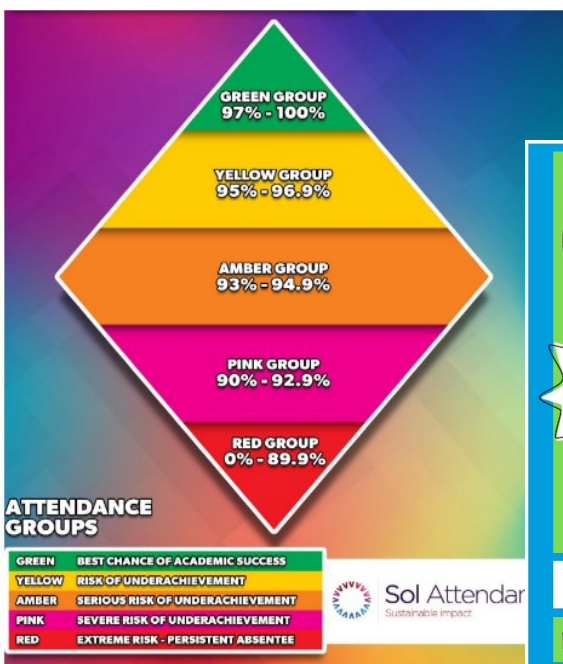 GREEN GROUP
97% - 100%
YELLOW GROUP
95% - 96.9%
AMBER GROUP
93% - 94.9%
PINK GROUP
90% - 92.9%
RED GROUP
0% - 89.9%
ATTENDANCE
GROUPS
GREEN BEST CHANCE OF ACADEMIC SUCCESS
YELLOW RISK OF UNDERACHIEVEMENT
AMBER SERIOUS RISK OF UNDERACHIEVEMENT
PINK SEVERE RISK OF UNDERACHIEVEMENT
RED EXTREME RISK - PERSISTENT ABSENTEE
Sol Attendar
Sustainable impact